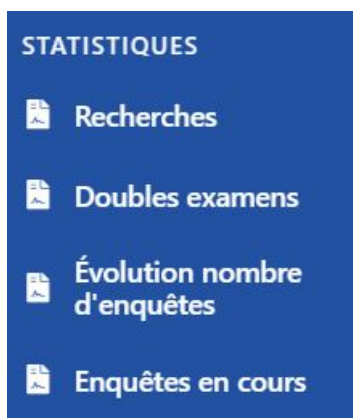 STATISTIQUES
Recherches
Doubles examens
Évolution nombre
d'enquêtes
Enquêtes en cours